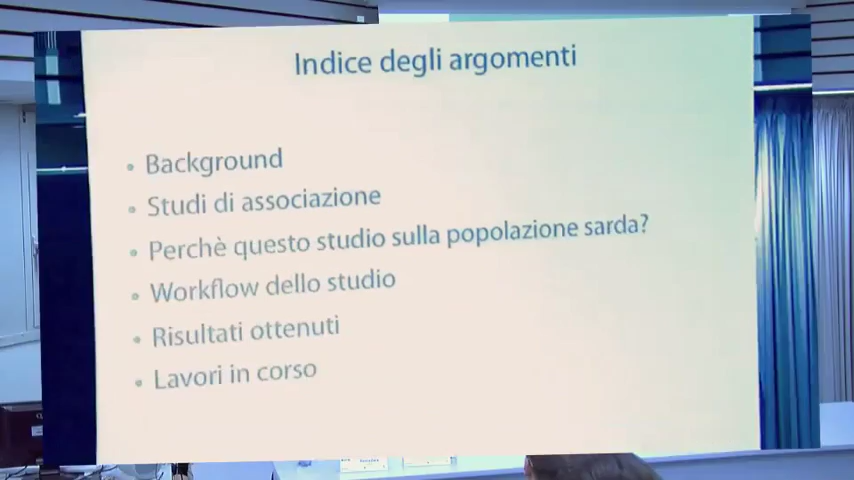 Indice degli argomenti
• Background
• Studi di associazione
• Perchè questo studio sulla popolazione sarda?
• Workflow dello studio
• Risultati ottenuti
• Lavori in corso